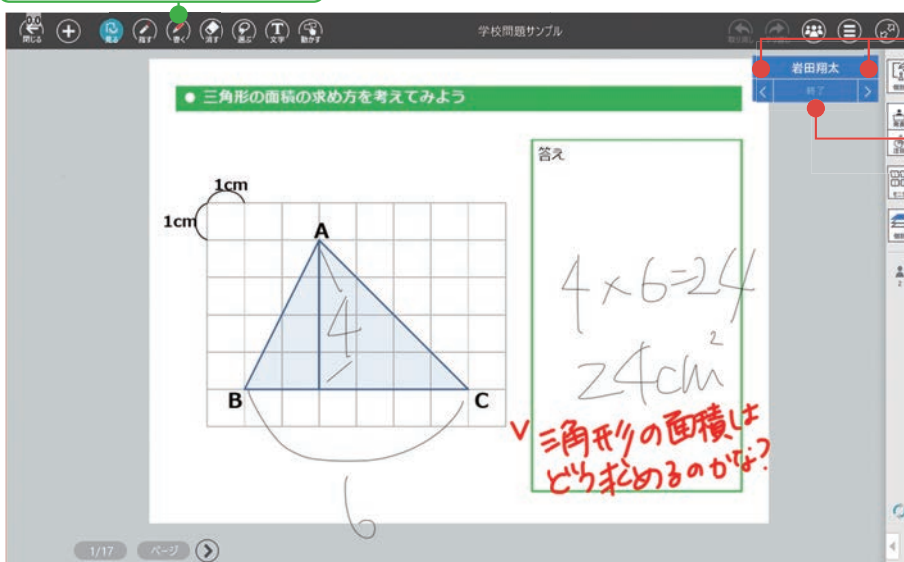 閉じる
見る
指す
書く
消す
選ぶ
T
文字
動かす
学校問題サンプル
岩田翔太
終了
● 三角形の面積の求め方を考えてみよう
答え
1cm
1cm
A
4
B
C
6
4×6=24
24cm²
三角形の面積は
どう求めるのかな?
1/17
ページ
2